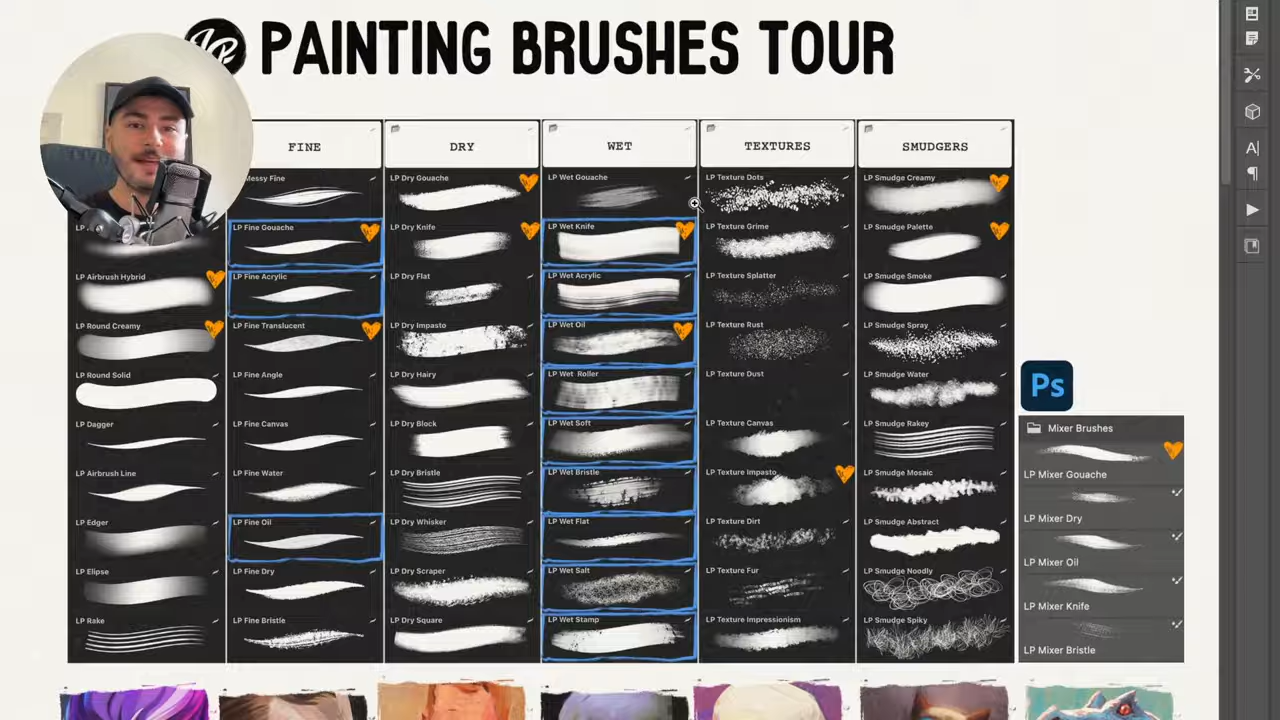 LP PAINTING BRUSHES TOUR
FINE
DRY
WET
TEXTURES
SMUDGERS
Messy Fine
LP Dry Gouache
LP Wet Gouache
LP Texture Dots
LP Smudge Creamy
LP Fine Gouache
LP Dry Knife
LP Wet Knife
LP Texture Grime
LP Smudge Palette
LP Airbrush Hybrid
LP Fine Acrylic
LP Dry Flat
LP Wet Acrylic
LP Texture Splatter
LP Smudge Smoke
LP Round Creamy
LP Fine Translucent
LP Dry Impasto
LP Wet Oil
LP Texture Rust
LP Smudge Spray
LP Round Solid
LP Fine Angle
LP Dry Hairy
LP Wet Roller
LP Texture Dust
LP Smudge Water
LP Dagger
LP Fine Canvas
LP Dry Block
LP Wet Soft
LP Texture Canvas
LP Smudge Rakey
LP Airbrush Line
LP Fine Water
LP Dry Bristle
LP Wet Bristle
LP Texture Impasto
LP Smudge Mosaic
LP Edger
LP Fine Oil
LP Dry Whisker
LP Wet Flat
LP Texture Dirt
LP Smudge Abstract
LP Elipse
LP Fine Dry
LP Dry Scraper
LP Wet Salt
LP Texture Fur
LP Smudge Noodly
LP Rake
LP Fine Bristle
LP Dry Square
LP Wet Stamp
LP Texture Impressionism
LP Smudge Spiky
Ps
Mixer Brushes
LP Mixer Gouache
LP Mixer Dry
LP Mixer Oil
LP Mixer Knife
LP Mixer Bristle